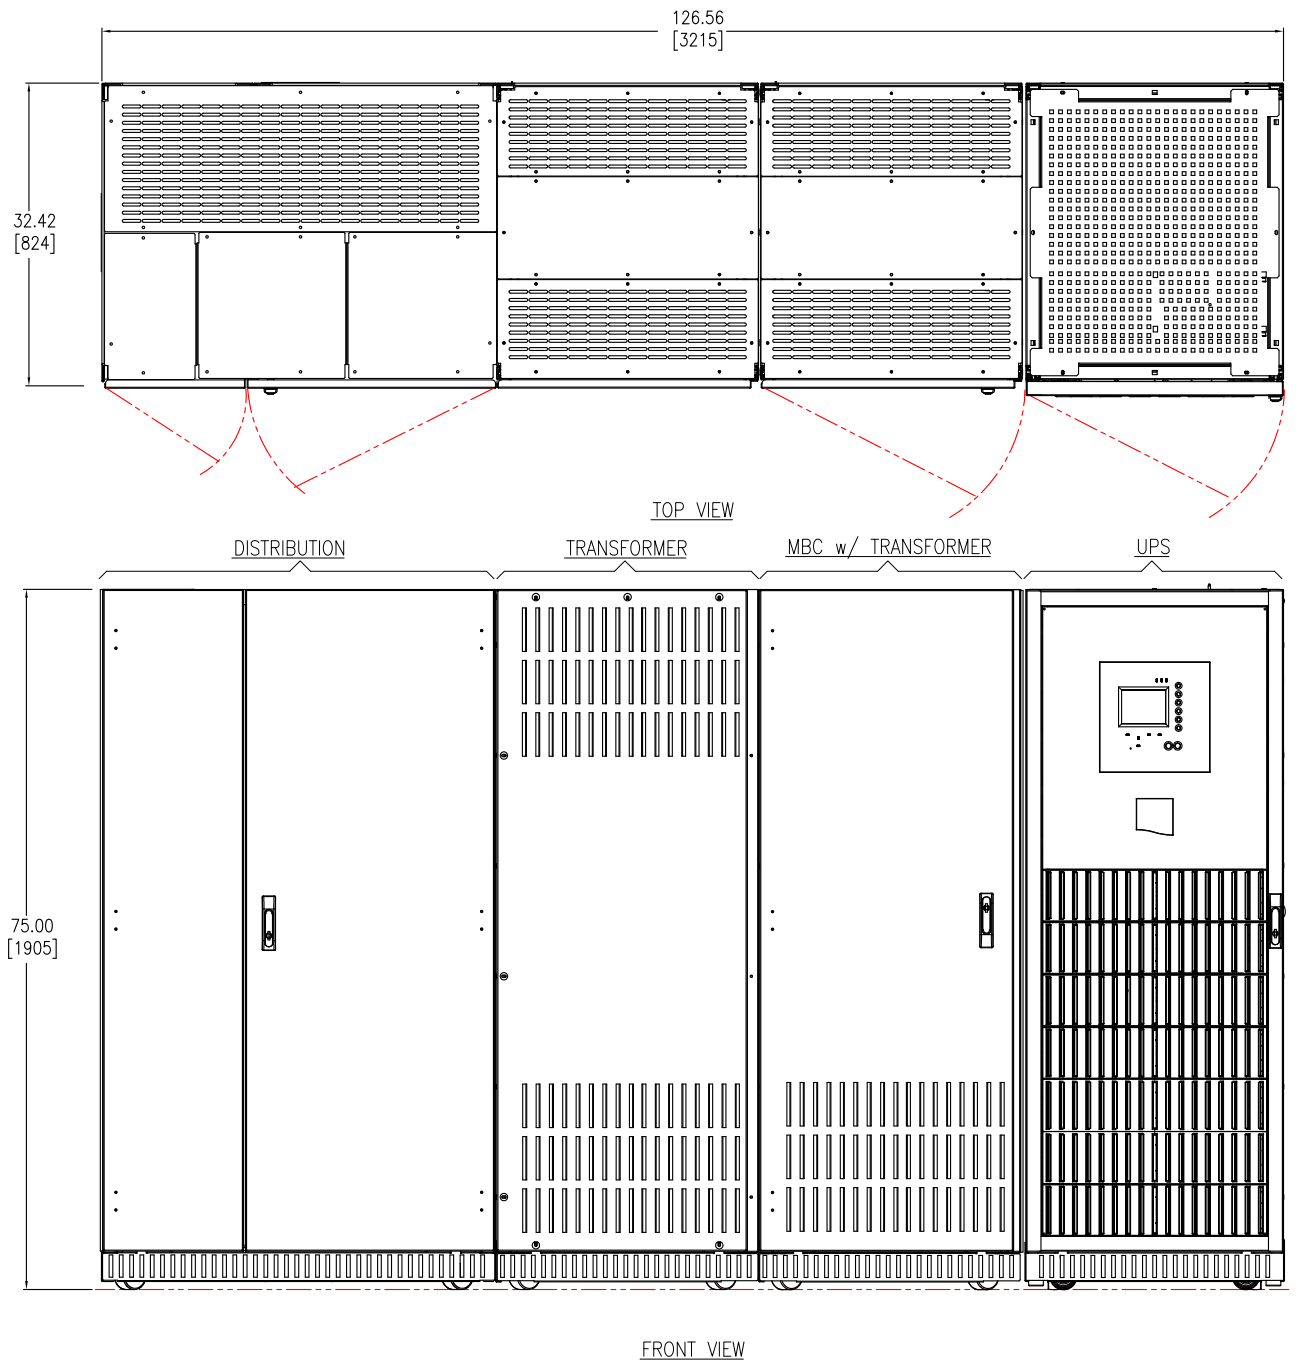 126.56
[3215]
32.42
[824]
TOP VIEW
DISTRIBUTION
TRANSFORMER
MBC w/ TRANSFORMER
UPS
75.00
[1905]
FRONT VIEW